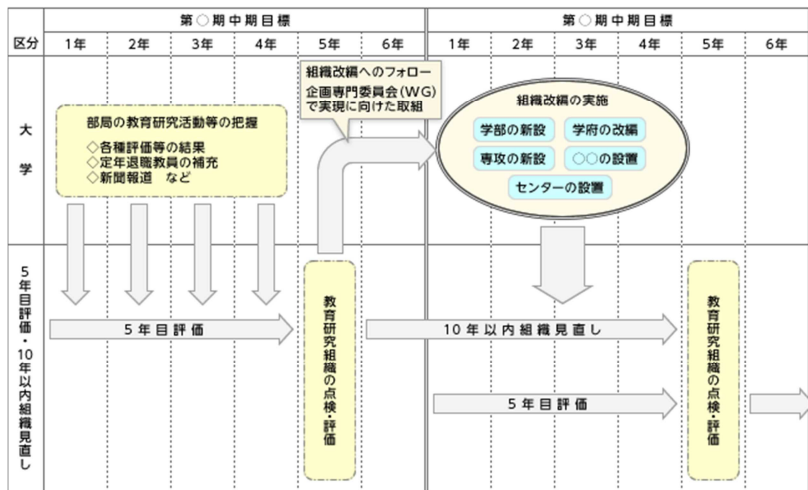 第○期中期目標
第○期中期目標
区分
1年
2年
3年
4年
5年
6年
1年
2年
3年
4年
5年
6年
大学
部局の教育研究活動等の把握
◇各種評価等の結果
◇定年退職教員の補充
◇新聞報道 など
組織改編へのフォロー
企画専門委員会(WG)
で実現に向けた取組
組織改編の実施
学部の新設
学府の改編
専攻の新設
○○の設置
センターの設置
5年目評価・10年以内組織見直し
5年目評価
教育研究組織の点検・評価
10年以内組織見直し
5年目評価
教育研究組織の点検・評価